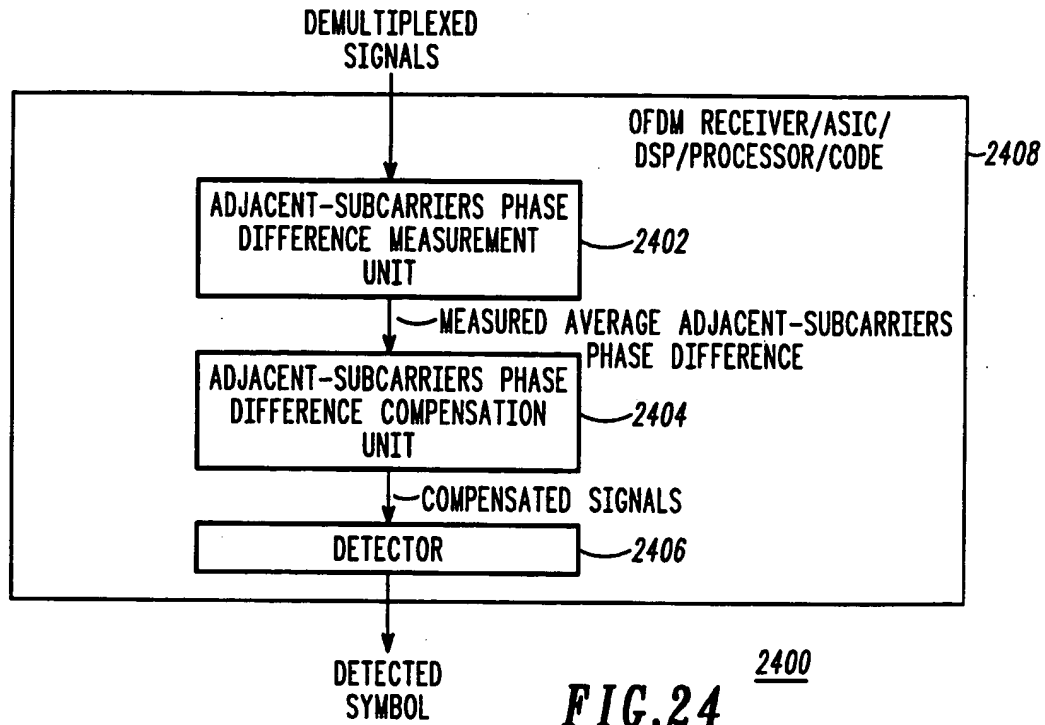 DEMULTIPLEXED
SIGNALS
OFDM RECEIVER/ASIC/
DSP/PROCESSOR/CODE
2408
ADJACENT-SUBCARRIERS PHASE
DIFFERENCE MEASUREMENT
UNIT
2402
MEASURED AVERAGE ADJACENT-SUBCARRIERS
PHASE DIFFERENCE
ADJACENT-SUBCARRIERS PHASE
DIFFERENCE COMPENSATION
UNIT
2404
COMPENSATED SIGNALS
DETECTOR
2406
DETECTED
SYMBOL
2400
FIG.24